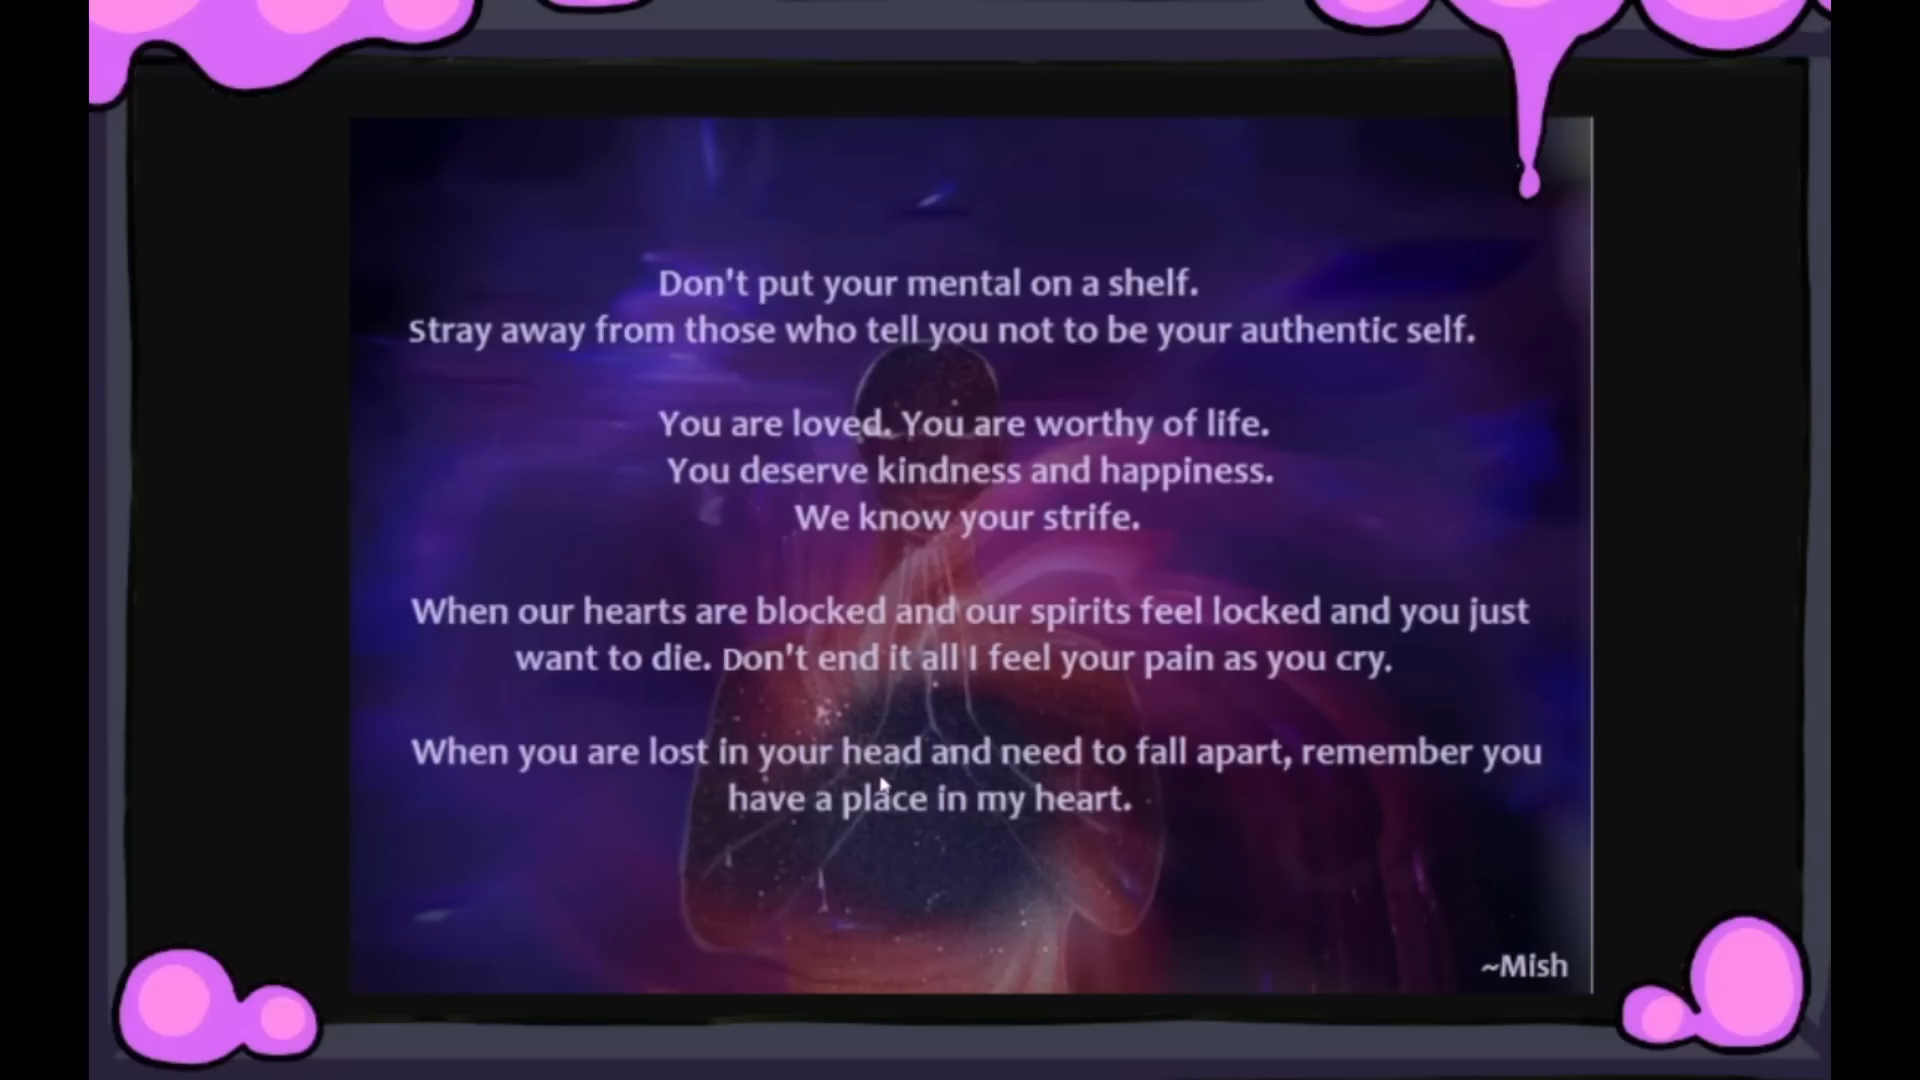 Don't put your mental on a shelf.
Stray away from those who tell you not to be your authentic self.
You are loved. You are worthy of life.
You deserve kindness and happiness.
We know your strife.
When our hearts are blocked and our spirits feel locked and you just
want to die. Don't end it all I feel your pain as you cry.
When you are lost in your head and need to fall apart, remember you
have a place in my heart.
~Mish